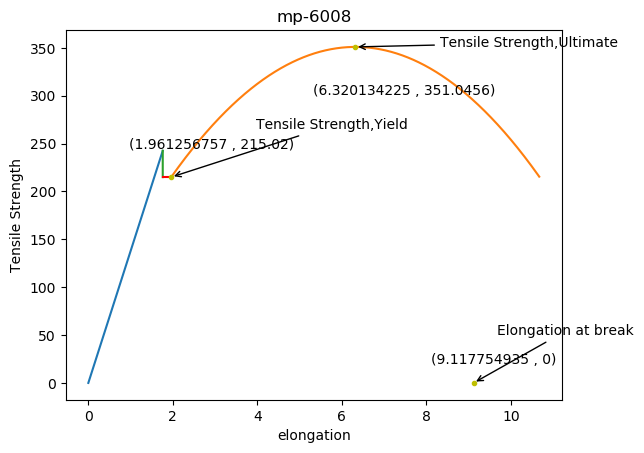 mp-6008
Tensile Strength,Ultimate
(6.320134225 , 351.0456)
Tensile Strength,Yield
(1.961256757 , 215.02)
Elongation at break
(9.117754935 , 0)
Tensile Strength
350
300
250
200
150
100
50
0
0 2 4 6 8 10
elongation